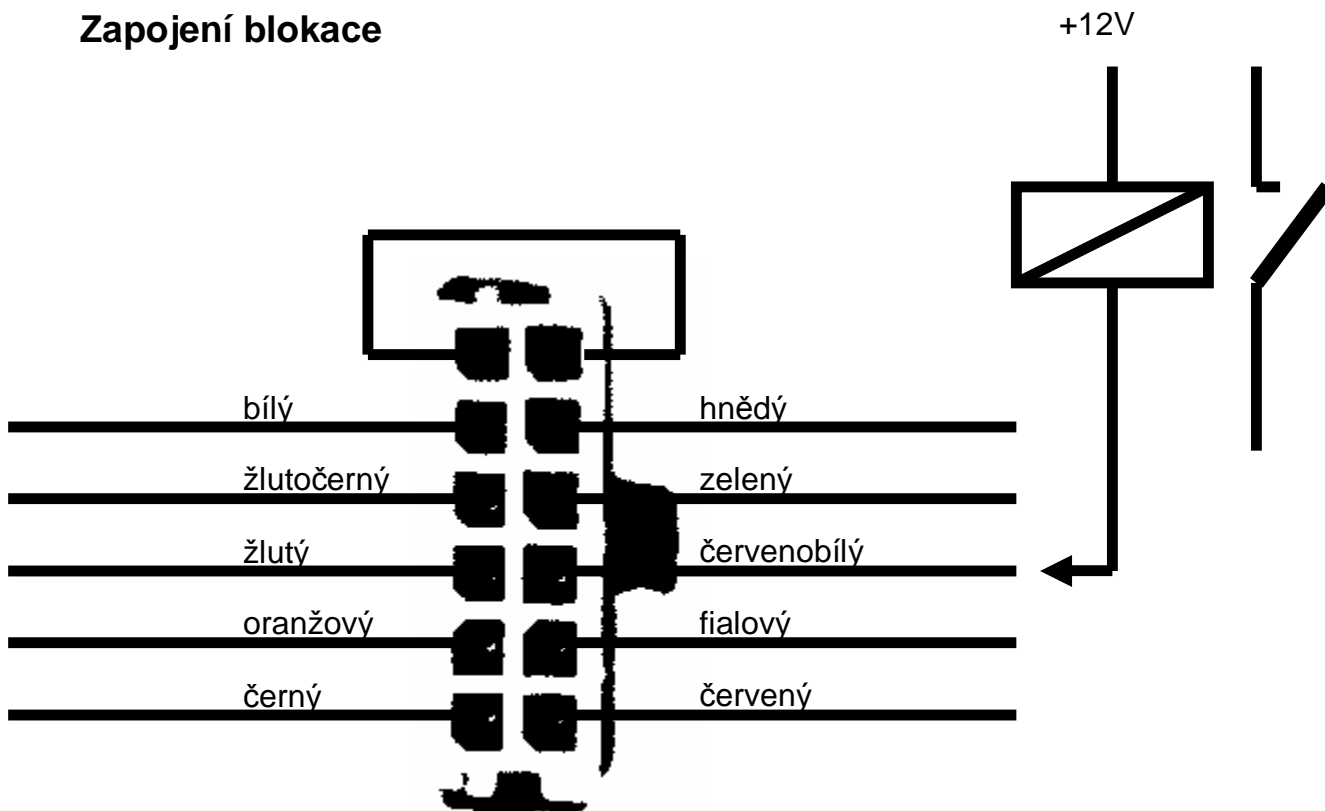 Zapojení blokace
+12V
bílý
hnědý
žlutočerný
zelený
žlutý
červenobílý
oranžový
fialový
černý
červený